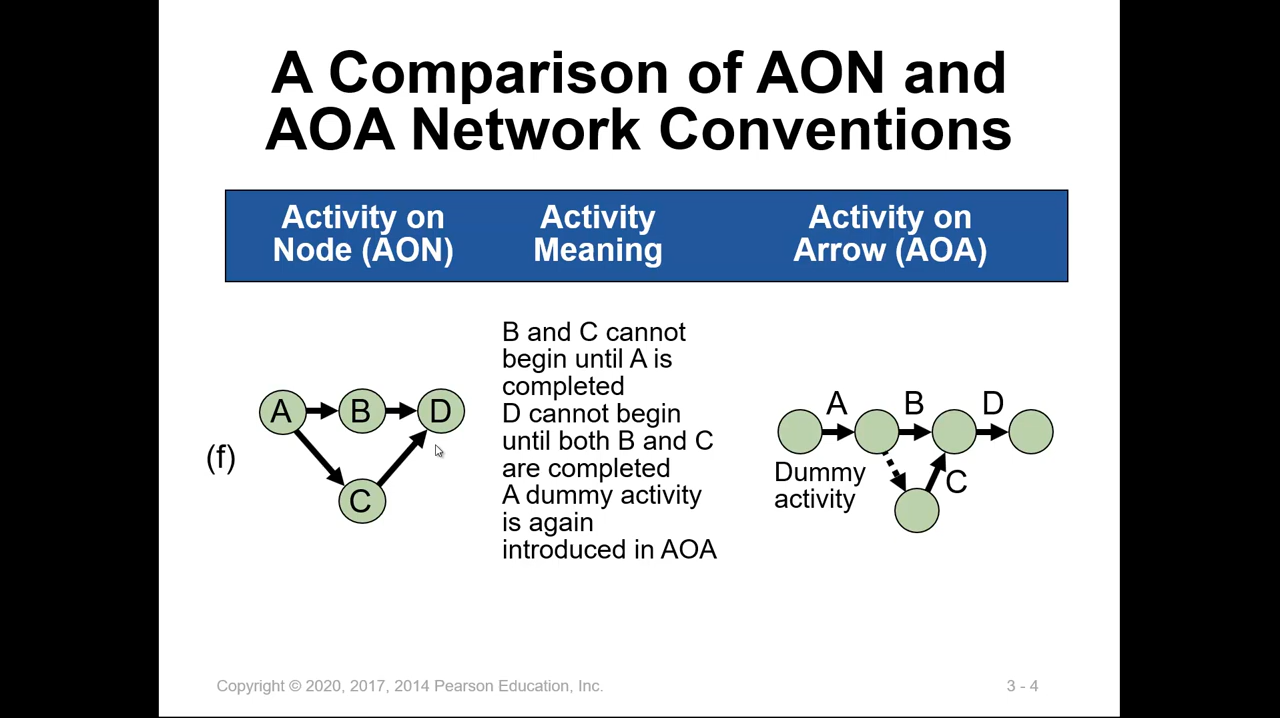 A Comparison of AON and
AOA Network Conventions
Activity on
Node (AON)
Activity
Meaning
Activity on
Arrow (AOA)
(f)
A
B
D
C
B and C cannot
begin until A is
completed
D cannot begin
until both B and C
are completed
A dummy activity
is again
introduced in AOA
A
B
D
Dummy
activity
C
Copyright © 2020, 2017, 2014 Pearson Education, Inc.
3 - 4